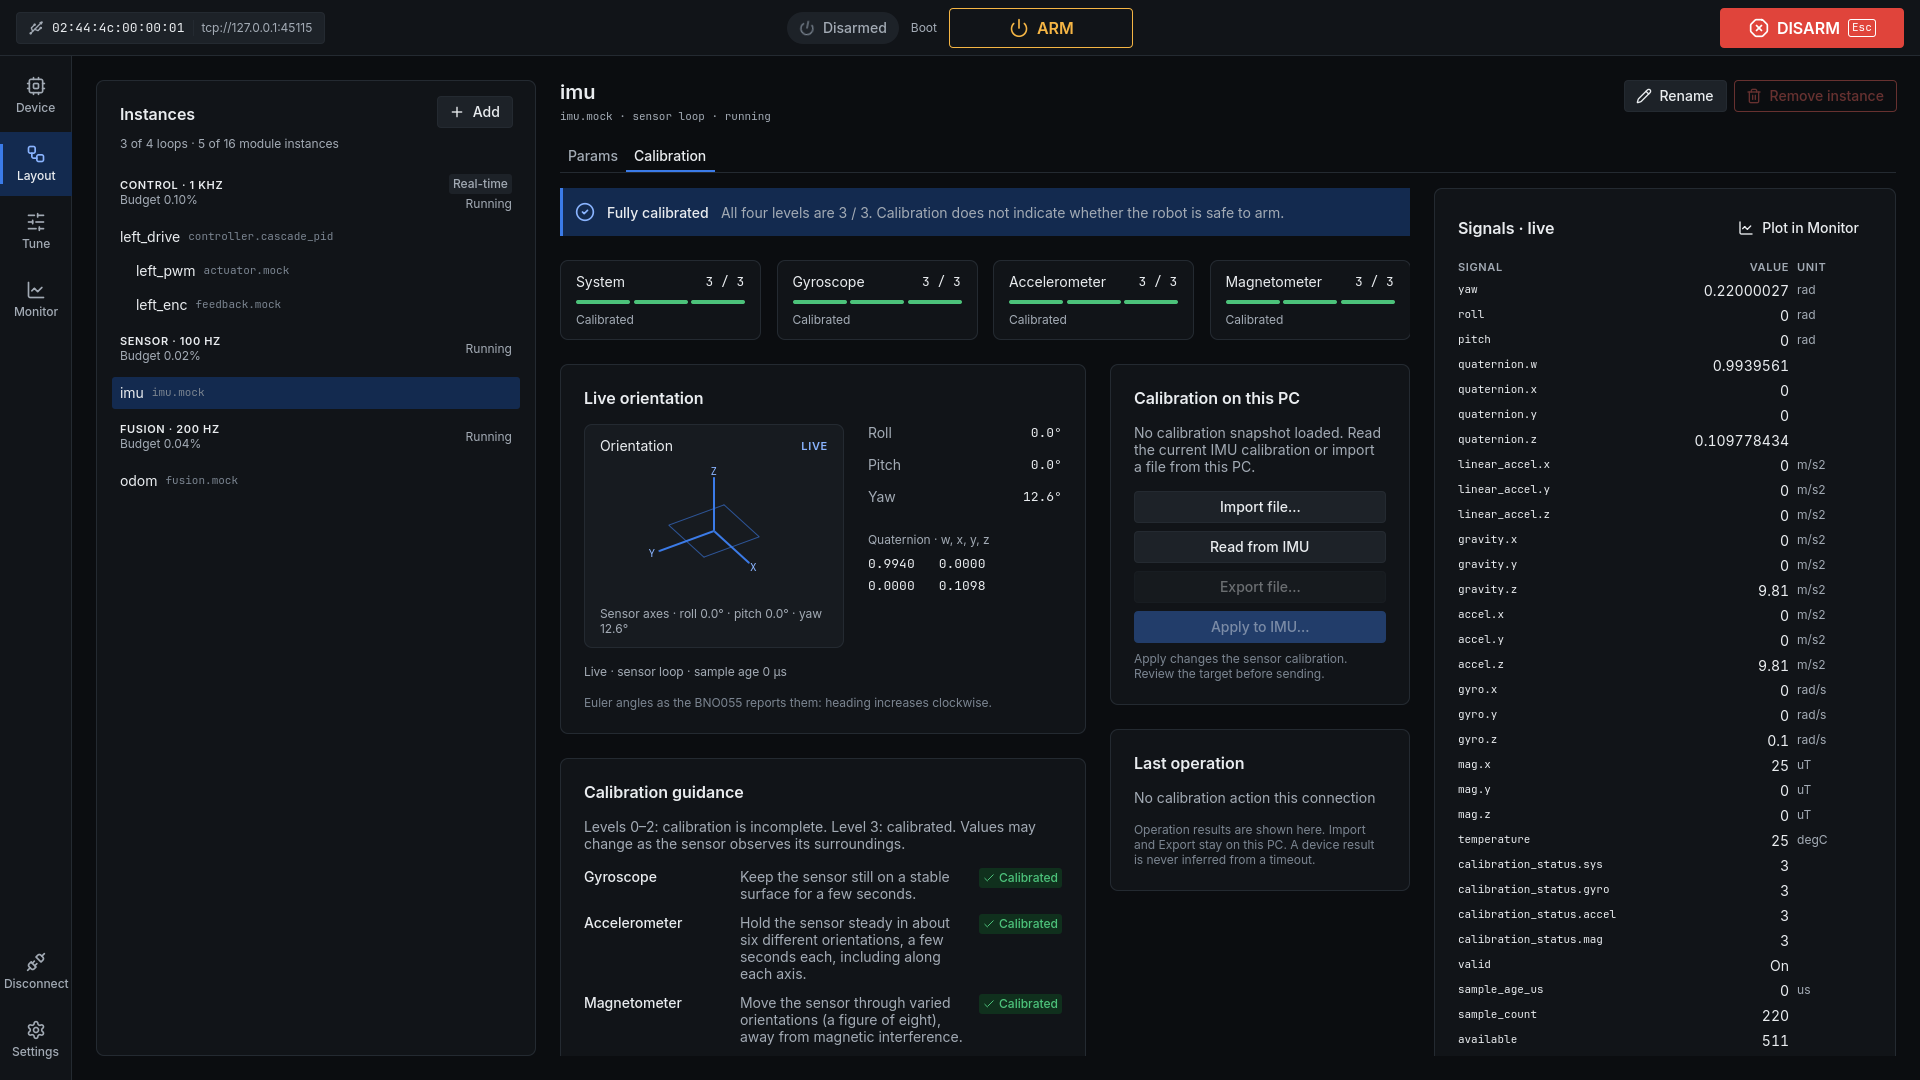 02:44:4c:00:00:01 tcp://127.0.0.1:45115
Disarmed Boot ARM
DISARM Esc
Device
Layout
Tune
Monitor
Disconnect
Settings
Instances
Add
3 of 4 loops · 5 of 16 module instances
CONTROL · 1 KHZ Real-time
Budget 0.10% Running
left_drive controller.cascade_pid
left_pwm actuator.mock
left_enc feedback.mock
SENSOR · 100 HZ
Budget 0.02% Running
imu imu.mock
FUSION · 200 HZ
Budget 0.04% Running
odom fusion.mock
imu
imu.mock · sensor loop · running
Rename Remove instance
Params Calibration
Fully calibrated All four levels are 3 / 3. Calibration does not indicate whether the robot is safe to arm.
System 3 / 3
Calibrated
Gyroscope 3 / 3
Calibrated
Accelerometer 3 / 3
Calibrated
Magnetometer 3 / 3
Calibrated
Live orientation
Orientation LIVE
Z
Y
X
Sensor axes · roll 0.0° · pitch 0.0° · yaw
12.6°
Roll 0.0°
Pitch 0.0°
Yaw 12.6°
Quaternion · w, x, y, z
0.9940 0.0000
0.0000 0.1098
Live · sensor loop · sample age 0 µs
Euler angles as the BNO055 reports them: heading increases clockwise.
Calibration guidance
Levels 0–2: calibration is incomplete. Level 3: calibrated. Values may
change as the sensor observes its surroundings.
Gyroscope Keep the sensor still on a stable
surface for a few seconds. Calibrated
Accelerometer Hold the sensor steady in about
six different orientations, a few
seconds each, including along
each axis. Calibrated
Magnetometer Move the sensor through varied
orientations (a figure of eight),
away from magnetic interference. Calibrated
Calibration on this PC
No calibration snapshot loaded. Read
the current IMU calibration or import
a file from this PC.
Import file...
Read from IMU
Export file...
Apply to IMU...
Apply changes the sensor calibration.
Review the target before sending.
Last operation
No calibration action this connection
Operation results are shown here. Import
and Export stay on this PC. A device result
is never inferred from a timeout.
Signals · live Plot in Monitor
SIGNAL VALUE UNIT
yaw 0.22000027 rad
roll 0 rad
pitch 0 rad
quaternion.w 0.9939561
quaternion.x 0
quaternion.y 0
quaternion.z 0.109778434
linear_accel.x 0 m/s2
linear_accel.y 0 m/s2
linear_accel.z 0 m/s2
gravity.x 0 m/s2
gravity.y 0 m/s2
gravity.z 9.81 m/s2
accel.x 0 m/s2
accel.y 0 m/s2
accel.z 9.81 m/s2
gyro.x 0 rad/s
gyro.y 0 rad/s
gyro.z 0.1 rad/s
mag.x 25 uT
mag.y 0 uT
mag.z 0 uT
temperature 25 degC
calibration_status.sys 3
calibration_status.gyro 3
calibration_status.accel 3
calibration_status.mag 3
valid On
sample_age_us 0 us
sample_count 220
available 511